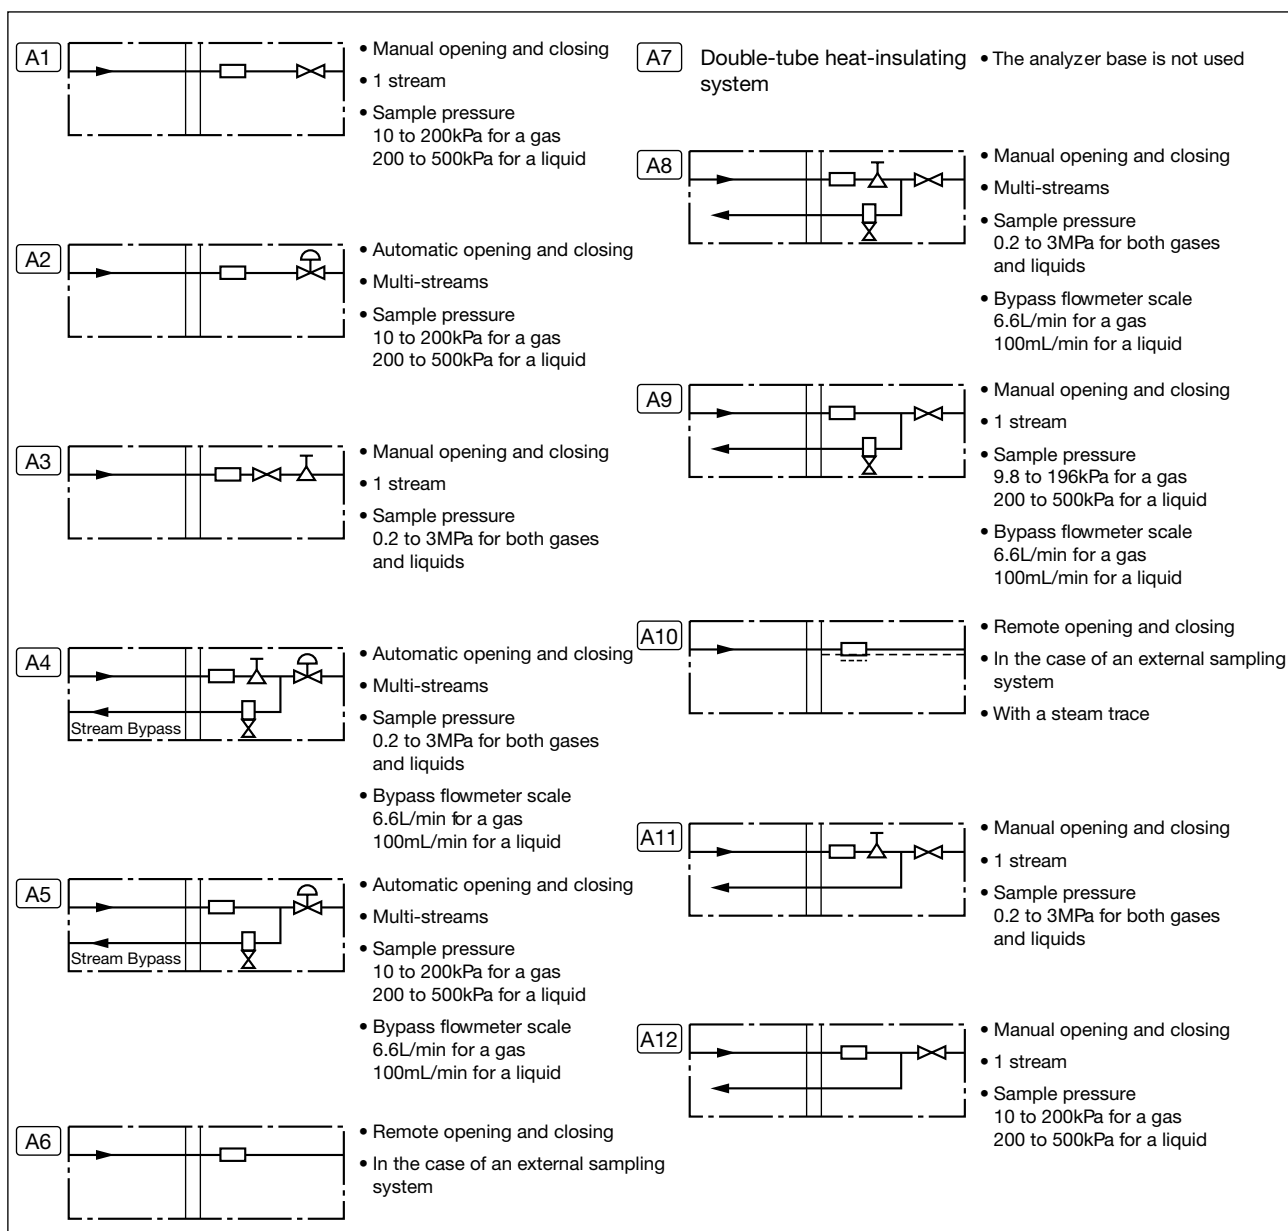 A1
• Manual opening and closing
• 1 stream
• Sample pressure
10 to 200kPa for a gas
200 to 500kPa for a liquid
A2
• Automatic opening and closing
• Multi-streams
• Sample pressure
10 to 200kPa for a gas
200 to 500kPa for a liquid
A3
• Manual opening and closing
• 1 stream
• Sample pressure
0.2 to 3MPa for both gases
and liquids
A4
Stream Bypass
• Automatic opening and closing
• Multi-streams
• Sample pressure
0.2 to 3MPa for both gases
and liquids
• Bypass flowmeter scale
6.6L/min for a gas
100mL/min for a liquid
A5
Stream Bypass
• Automatic opening and closing
• Multi-streams
• Sample pressure
10 to 200kPa for a gas
200 to 500kPa for a liquid
• Bypass flowmeter scale
6.6L/min for a gas
100mL/min for a liquid
A6
• Remote opening and closing
• In the case of an external sampling
system
A7
Double-tube heat-insulating
system
• The analyzer base is not used
A8
• Manual opening and closing
• Multi-streams
• Sample pressure
0.2 to 3MPa for both gases
and liquids
• Bypass flowmeter scale
6.6L/min for a gas
100mL/min for a liquid
A9
• Manual opening and closing
• 1 stream
• Sample pressure
9.8 to 196kPa for a gas
200 to 500kPa for a liquid
• Bypass flowmeter scale
6.6L/min for a gas
100mL/min for a liquid
A10
• Remote opening and closing
• In the case of an external sampling
system
• With a steam trace
A11
• Manual opening and closing
• 1 stream
• Sample pressure
0.2 to 3MPa for both gases
and liquids
A12
• Manual opening and closing
• 1 stream
• Sample pressure
10 to 200kPa for a gas
200 to 500kPa for a liquid